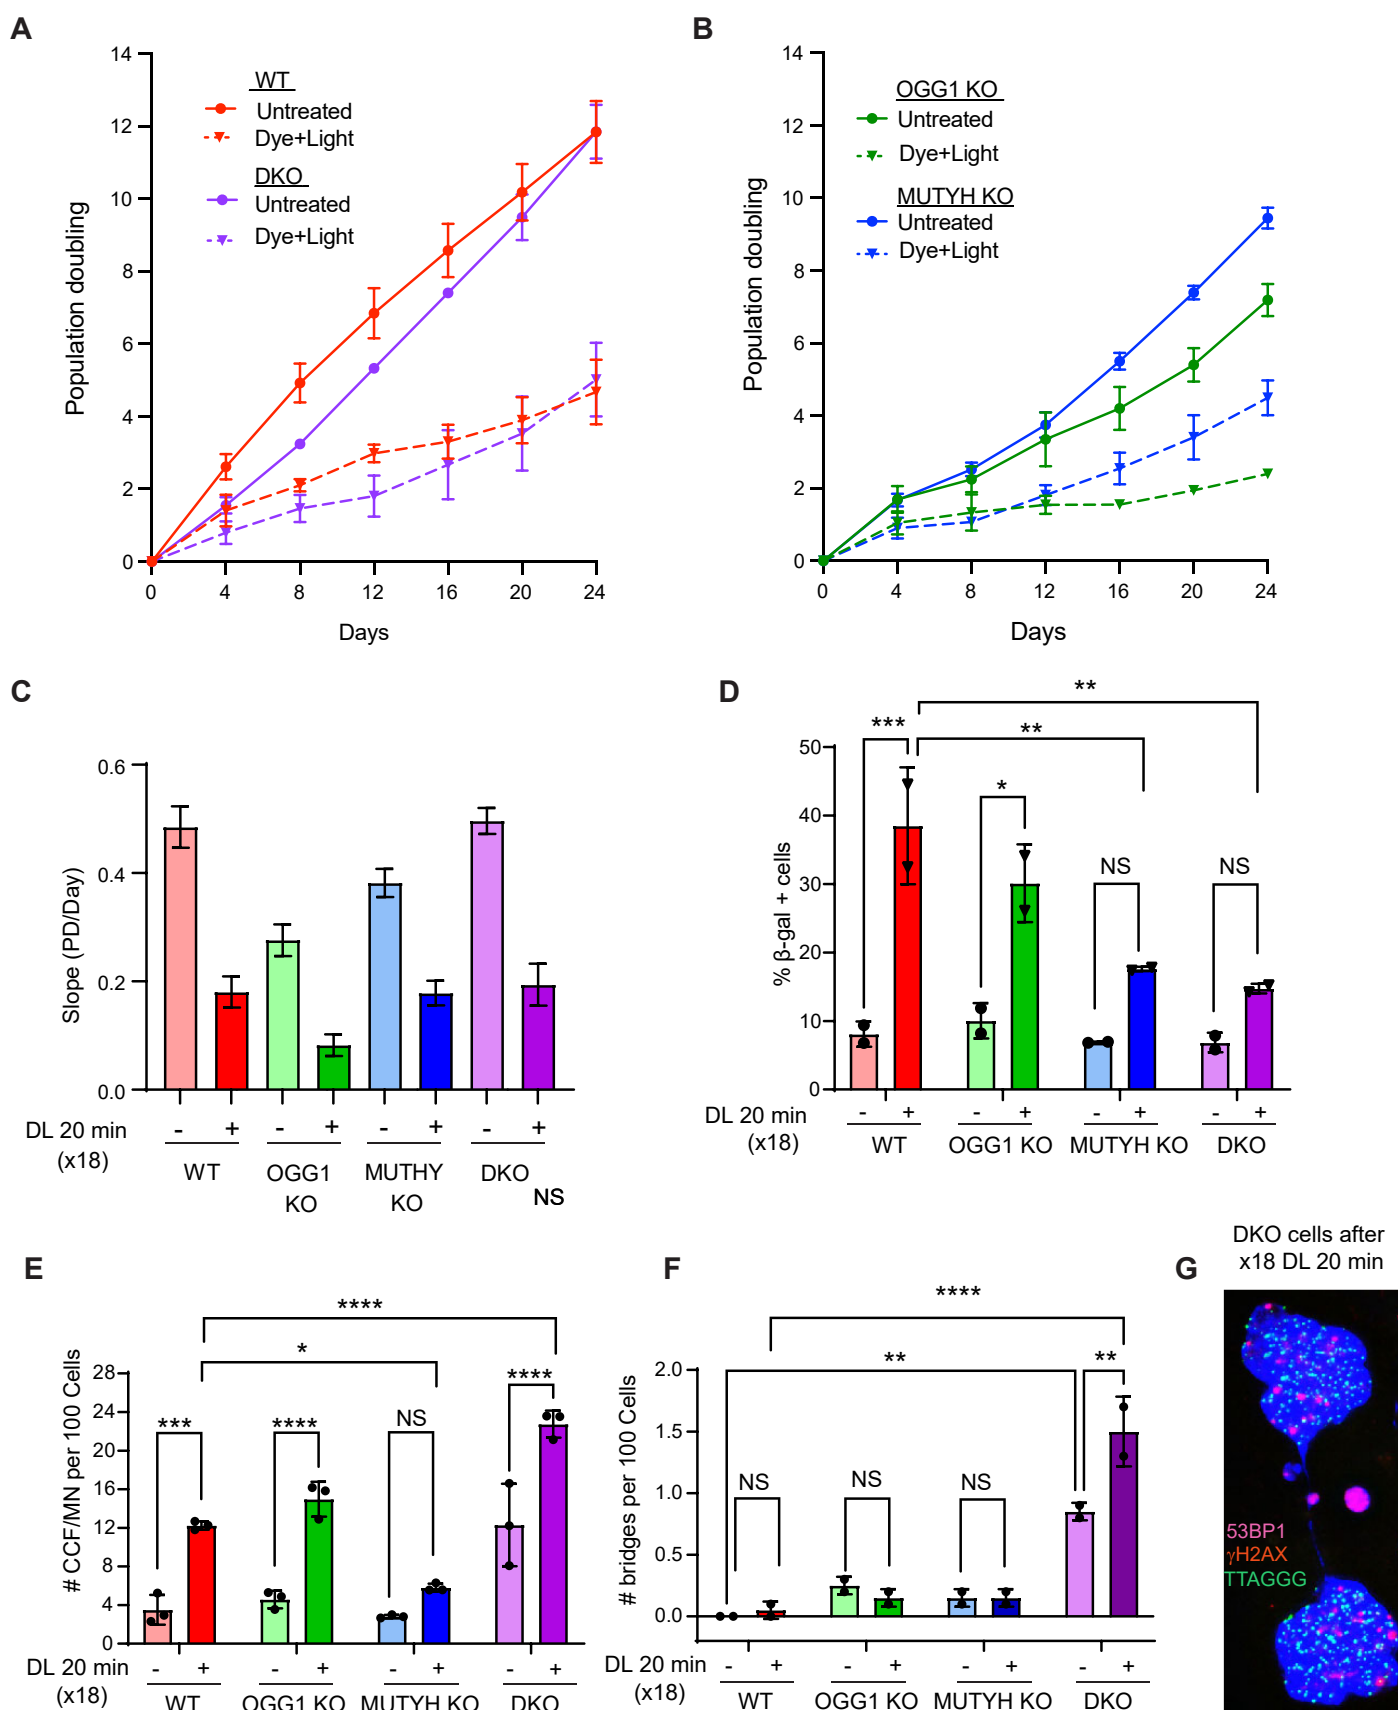 A
14
12
10
8
6
4
2
0
Population doubling
WT
Untreated
Dye+Light
DKO
Untreated
Dye+Light
0 4 8 12 16 20 24
Days
B
14
12
10
8
6
4
2
0
Population doubling
OGG1 KO
Untreated
Dye+Light
MUTYH KO
Untreated
Dye+Light
0 4 8 12 16 20 24
Days
C
0.6
0.4
0.2
0.0
Slope (PD/Day)
DL 20 min - + - + - + - +
(x18)
WT OGG1 MUTHY DKO
KO KO NS
D
**
*** **
*
NS NS
50
40
30
20
10
0
% β-gal + cells
DL 20 min - + - + - + - +
(x18)
WT OGG1 KO MUTYH KO DKO
E
****
*
****
*** **** NS
28
24
20
16
12
8
4
0
# CCF/MN per 100 Cells
DL 20 min - + - + - + - +
(x18)
WT OGG1 KO MUTYH KO DKO
F
****
** **
NS NS NS
2.0
1.5
1.0
0.5
0.0
# bridges per 100 Cells
DL 20 min - + - + - + - +
(x18)
WT OGG1 KO MUTYH KO DKO
G
DKO cells after
x18 DL 20 min
53BP1
γH2AX
TTAGGG